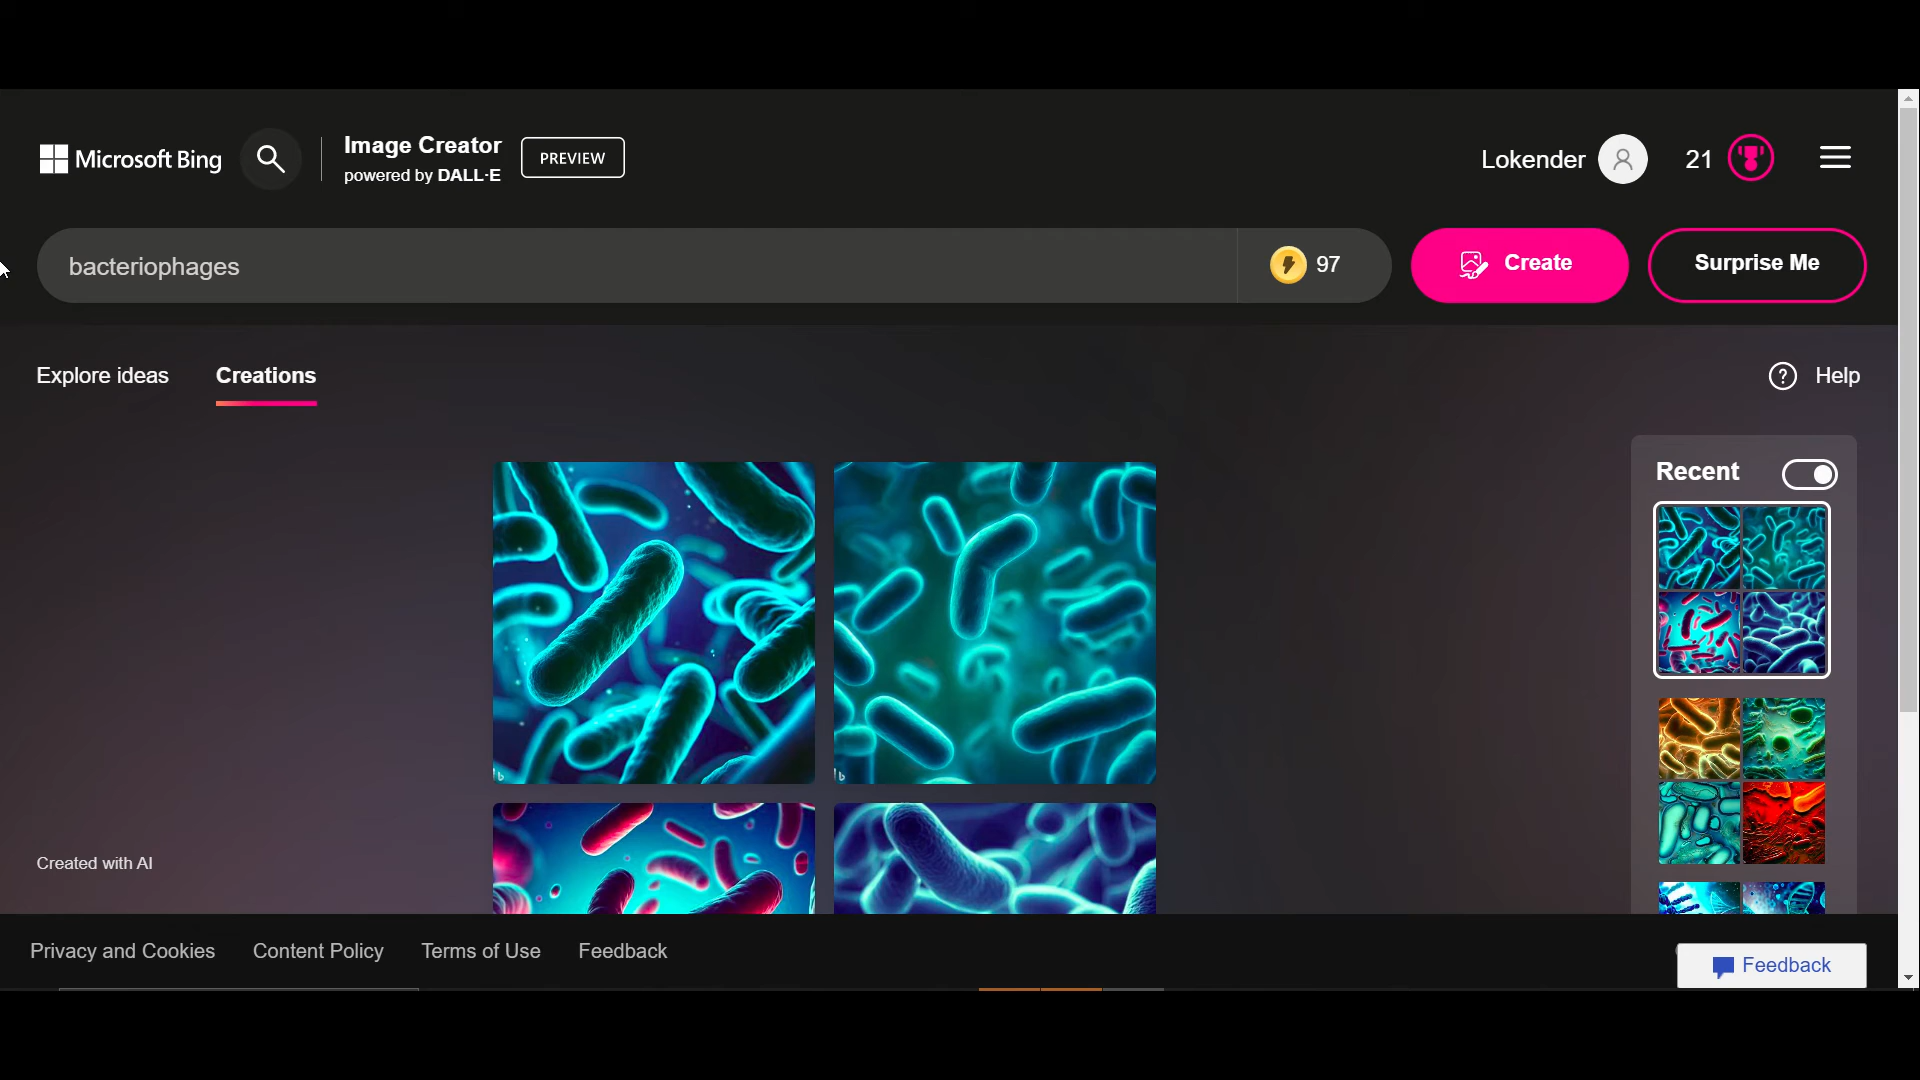 Microsoft Bing
Image Creator
powered by DALL·E
PREVIEW
Lokender
21
bacteriophages
97
Create
Surprise Me
Explore ideas
Creations
Help
Recent
Created with AI
Privacy and Cookies
Content Policy
Terms of Use
Feedback
Feedback